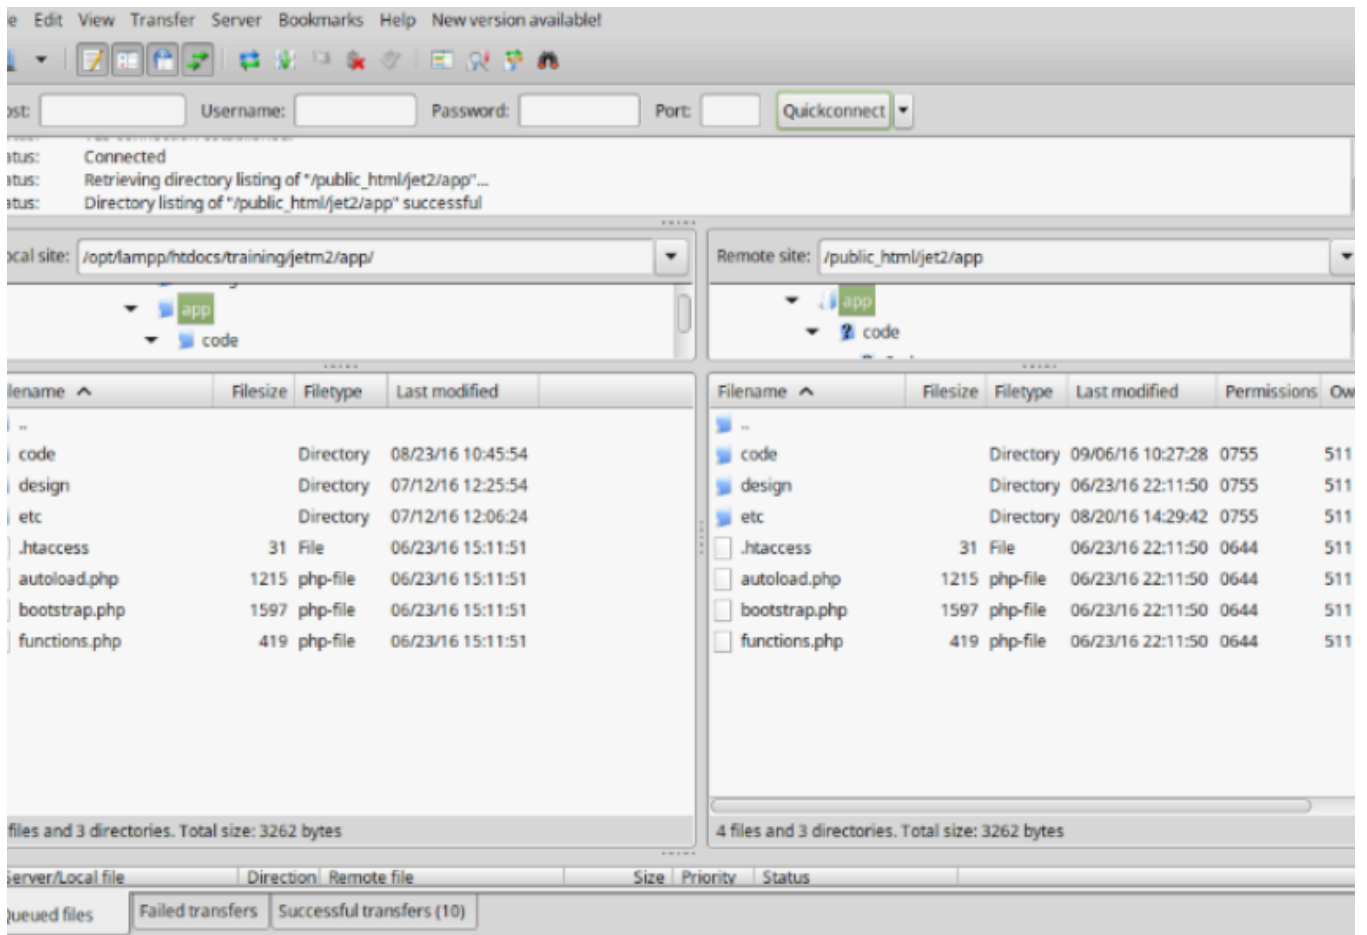 e Edit View Transfer Server Bookmarks Help New version available!
ost: Username: Password: Port: Quickconnect
atus: Connected
atus: Retrieving directory listing of "/public_html/jet2/app"...
atus: Directory listing of "/public_html/jet2/app" successful
ocal site: /opt/lampp/htdocs/training/jetm2/app/
app
code
lename Filesize Filetype Last modified
..
code Directory 08/23/16 10:45:54
design Directory 07/12/16 12:25:54
etc Directory 07/12/16 12:06:24
.htaccess 31 File 06/23/16 15:11:51
autoload.php 1215 php-file 06/23/16 15:11:51
bootstrap.php 1597 php-file 06/23/16 15:11:51
functions.php 419 php-file 06/23/16 15:11:51
files and 3 directories. Total size: 3262 bytes
Remote site: /public_html/jet2/app
app
code
Filename Filesize Filetype Last modified Permissions Ow
..
code Directory 09/06/16 10:27:28 0755 511
design Directory 06/23/16 22:11:50 0755 511
etc Directory 08/20/16 14:29:42 0755 511
.htaccess 31 File 06/23/16 22:11:50 0644 511
autoload.php 1215 php-file 06/23/16 22:11:50 0644 511
bootstrap.php 1597 php-file 06/23/16 22:11:50 0644 511
functions.php 419 php-file 06/23/16 22:11:50 0644 511
4 files and 3 directories. Total size: 3262 bytes
Server/Local file Direction Remote file Size Priority Status
Queued files Failed transfers Successful transfers (10)